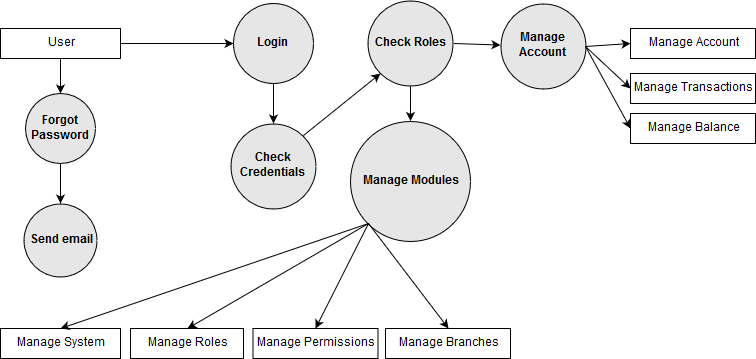 User
Login
Check Roles
Manage
Account
Manage Account
Manage Transactions
Manage Balance
Forgot
Password
Check
Credentials
Manage Modules
Send email
Manage System
Manage Roles
Manage Permissions
Manage Branches